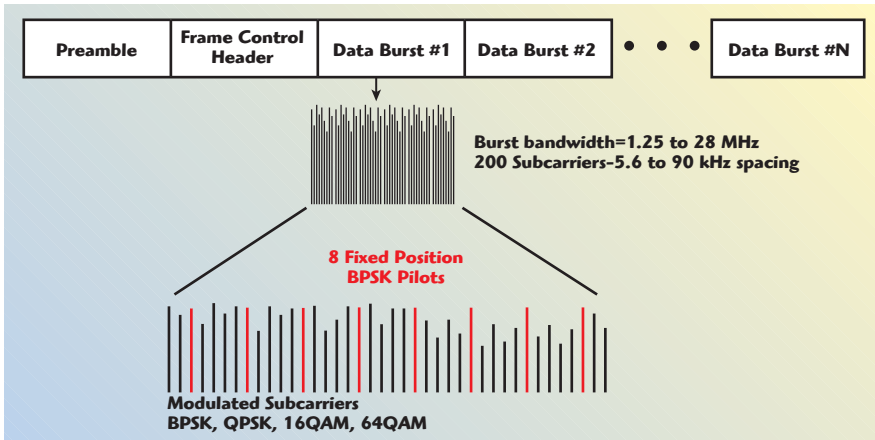 Preamble
Frame Control
Header
Data Burst #1
Data Burst #2
Data Burst #N
Burst bandwidth=1.25 to 28 MHz
200 Subcarriers-5.6 to 90 kHz spacing
8 Fixed Position
BPSK Pilots
Modulated Subcarriers
BPSK, QPSK, 16QAM, 64QAM